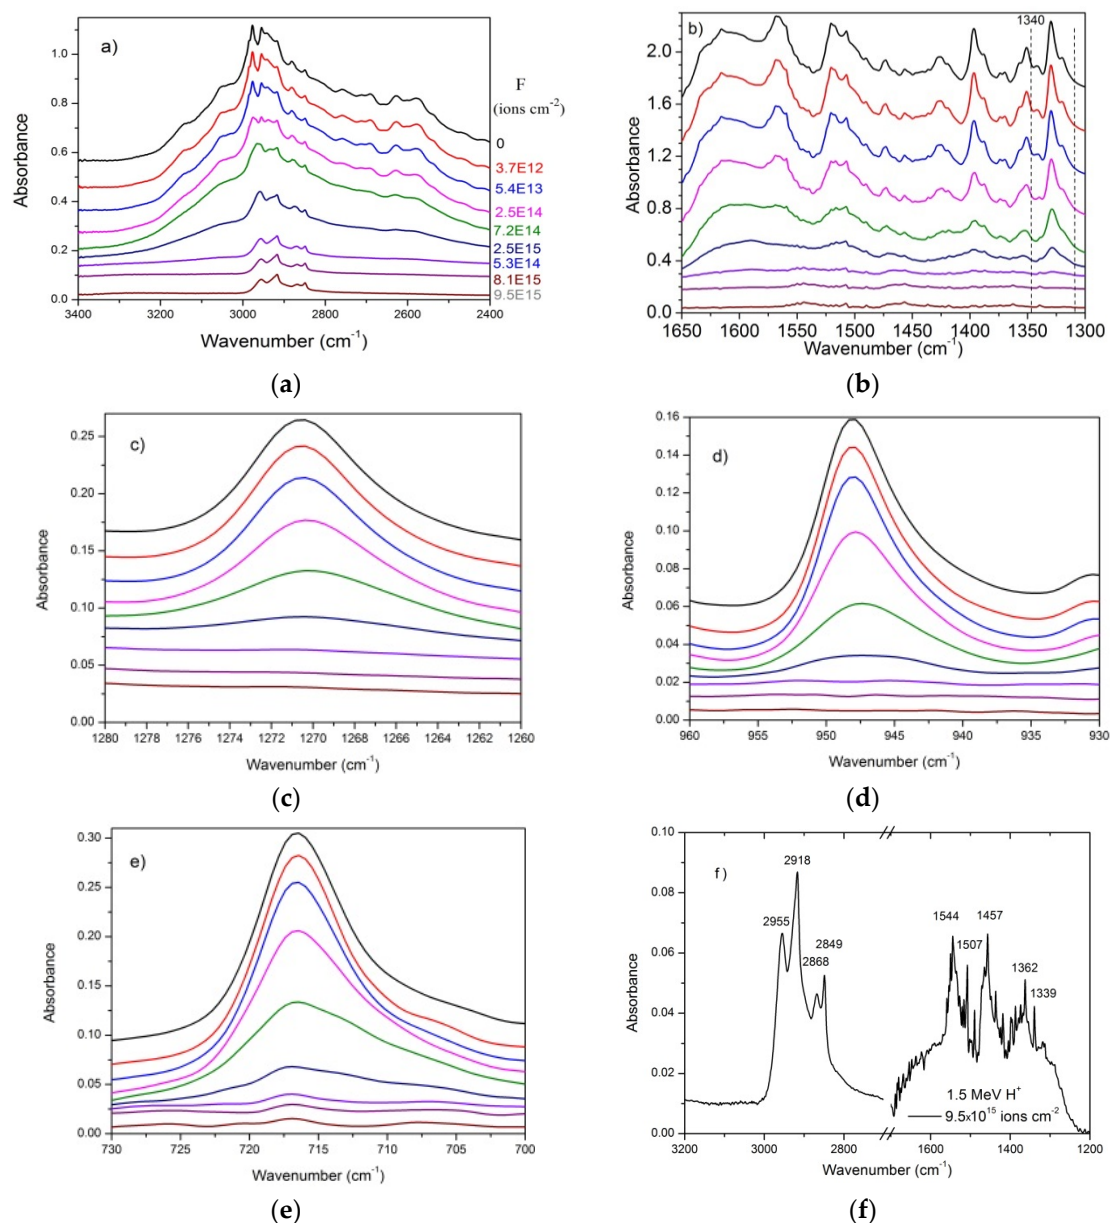 a)
F
(ions cm-2)
0
3.7E12
5.4E13
2.5E14
7.2E14
2.5E15
5.3E14
8.1E15
9.5E15
1.0
0.8
0.6
0.4
0.2
0.0
Absorbance
3400 3200 3000 2800 2600 2400
Wavenumber (cm-1)
(a)
b)
1340
2.0
1.6
1.2
0.8
0.4
0.0
Absorbance
1650 1600 1550 1500 1450 1400 1350 1300
Wavenumber (cm-1)
(b)
c)
0.25
0.20
0.15
0.10
0.05
0.00
Absorbance
1280 1278 1276 1274 1272 1270 1268 1266 1264 1262 1260
Wavenumber (cm-1)
(c)
d)
0.16
0.14
0.12
0.10
0.08
0.06
0.04
0.02
0.00
Absorbance
960 955 950 945 940 935 930
Wavenumber (cm-1)
(d)
e)
0.30
0.25
0.20
0.15
0.10
0.05
0.00
Absorbance
730 725 720 715 710 705 700
Wavenumber (cm-1)
(e)
f)
0.10
0.08
0.06
0.04
0.02
0.00
Absorbance
2918
2955
2849
2868
1544
1457
1507
1362
1339
1.5 MeV H+
9.5x10^15 ions cm-2
3200 3000 2800 1600 1400 1200
Wavenumber (cm-1)
(f)